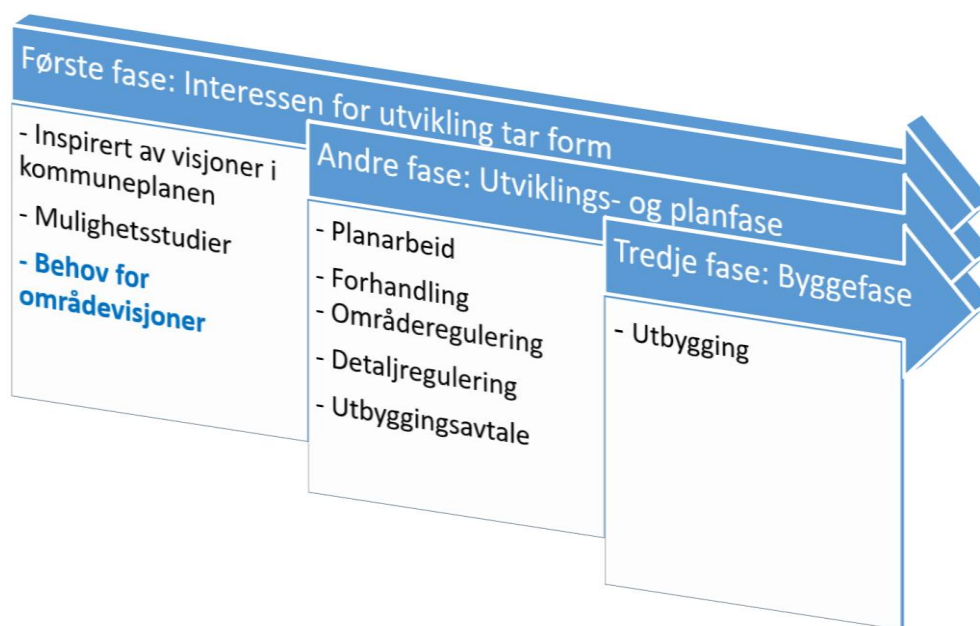 Første fase: Interessen for utvikling tar form
- Inspirert av visjoner i
kommuneplanen
- Mulighetsstudier
- Behov for
områdevisjoner
Andre fase: Utviklings- og planfase
- Planarbeid
- Forhandling
- Områderegulering
- Detaljregulering
- Utbyggingsavtale
Tredje fase: Byggefase
- Utbygging